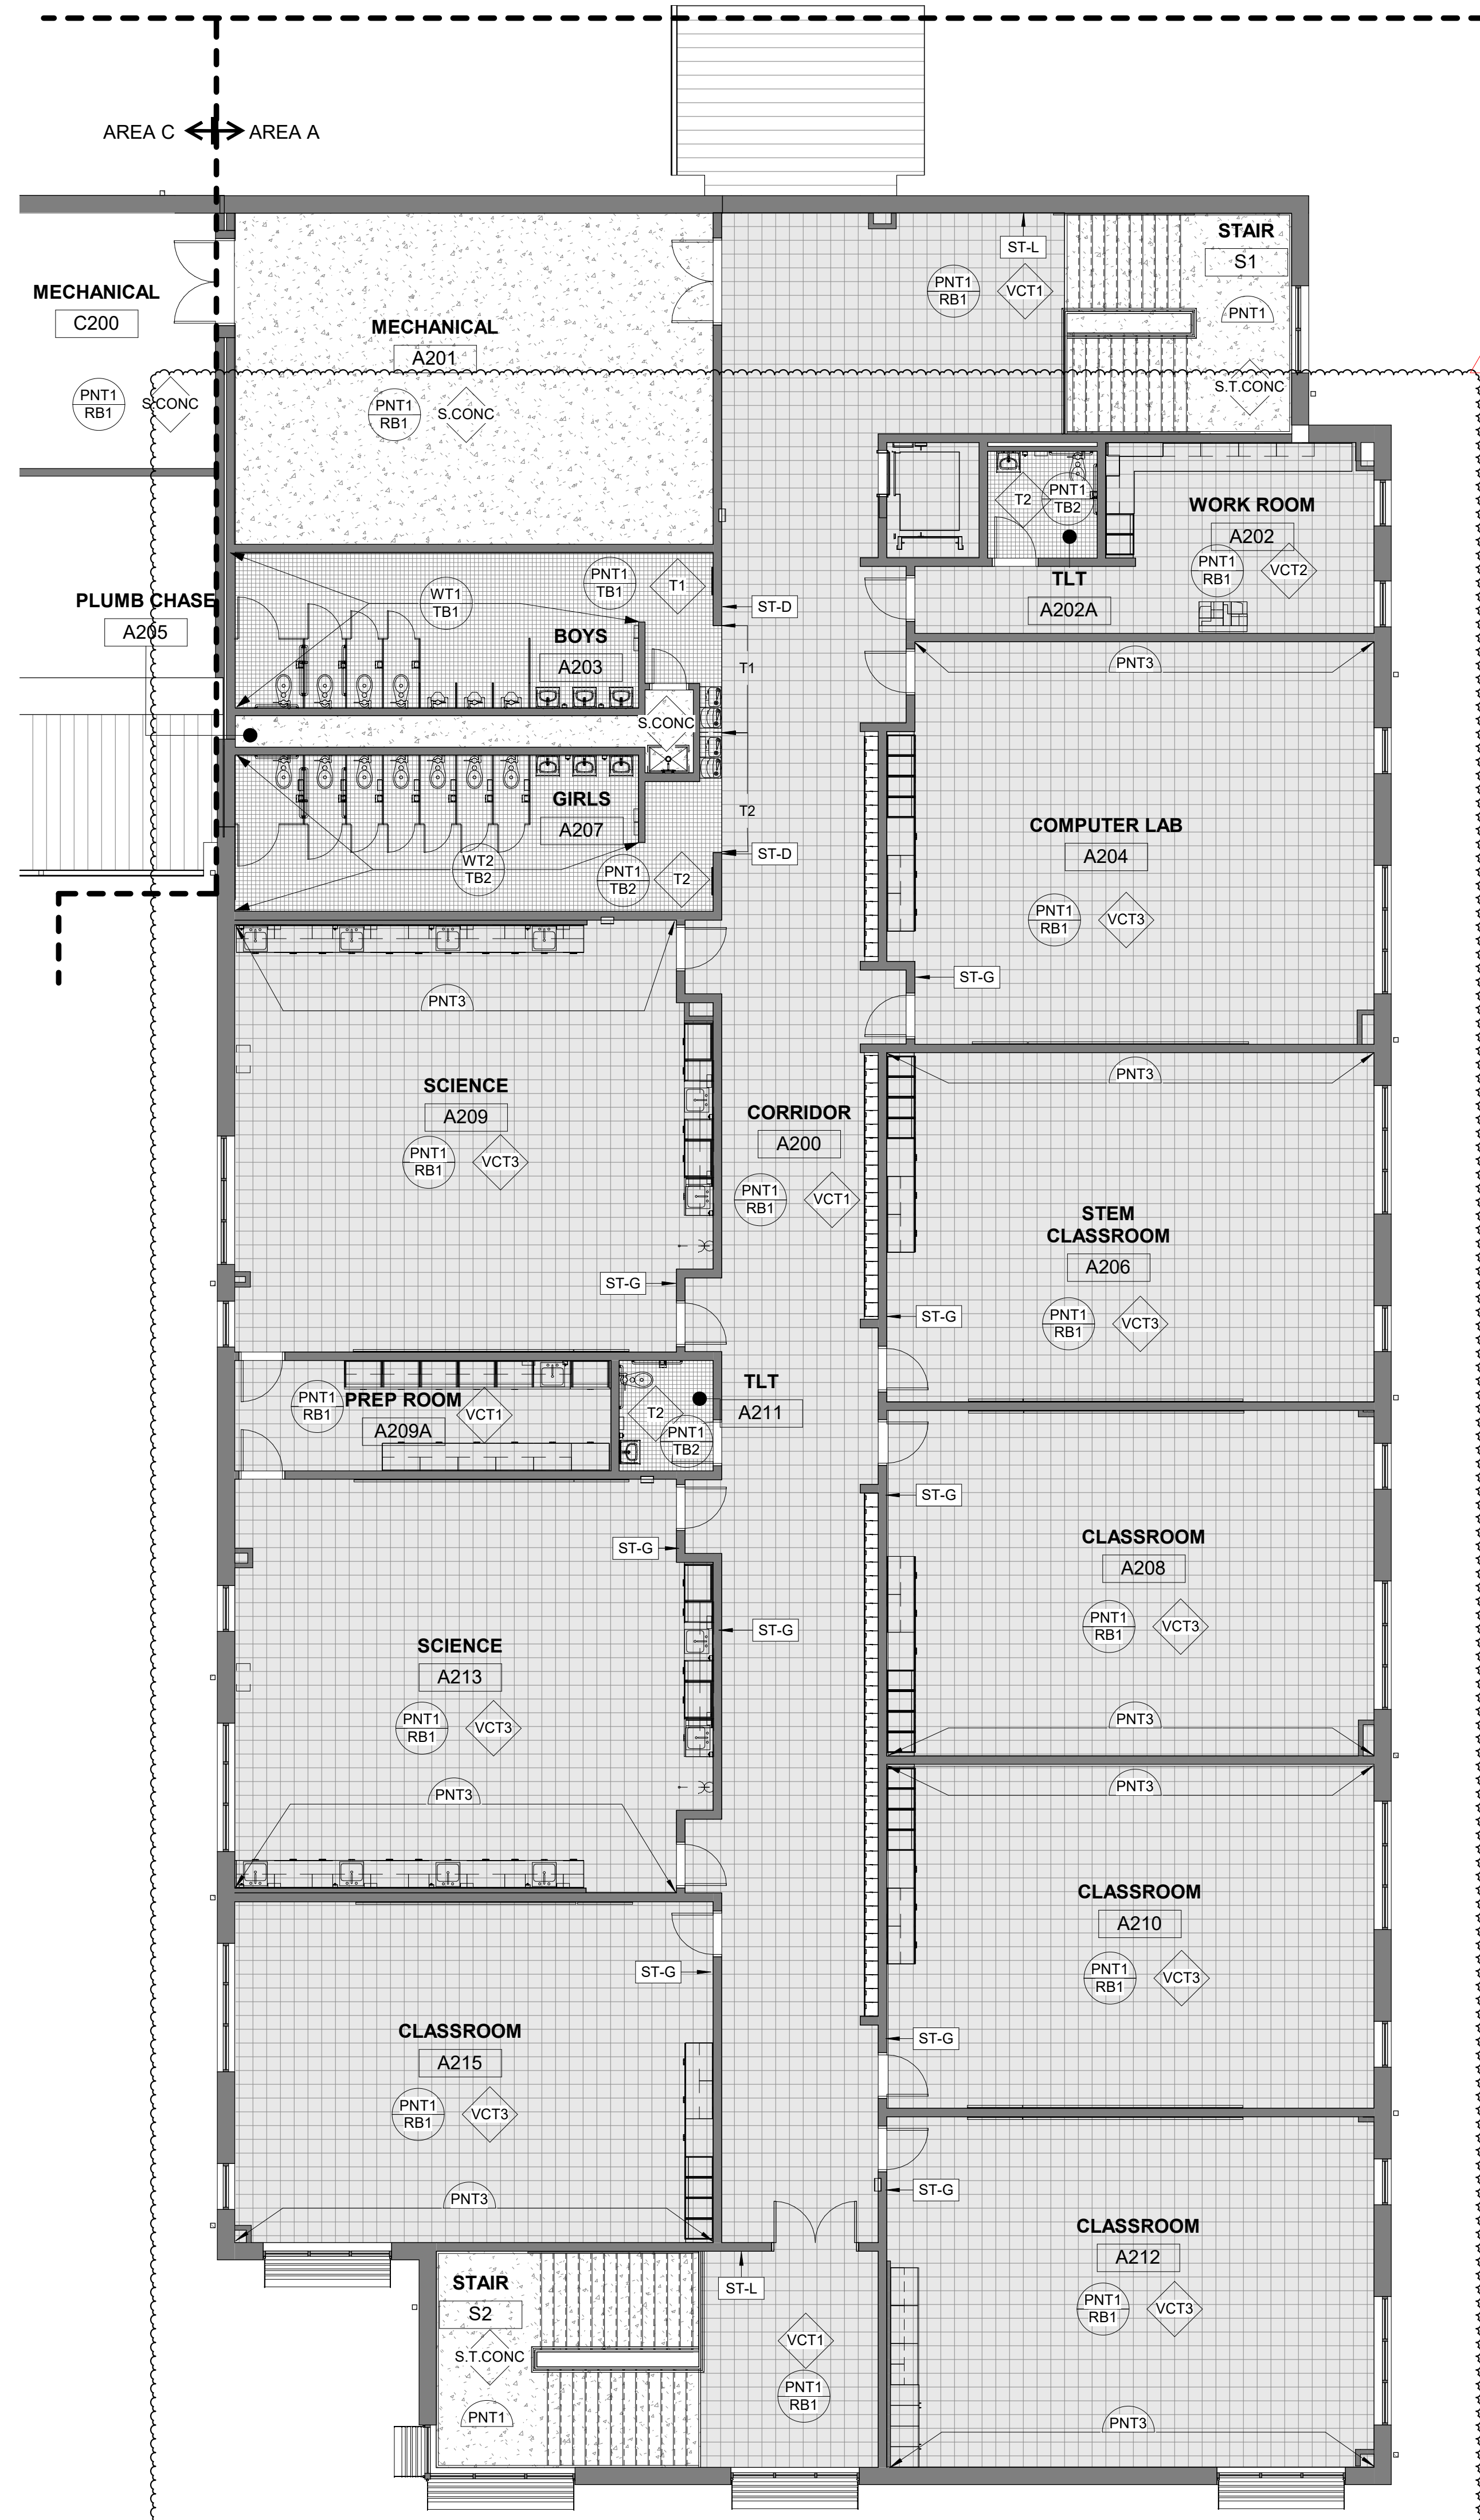 AREA C
AREA A
STAIR
S1
ST-L
PNT1
RB1
VCT1
PNT1
S.T.CONC
MECHANICAL
C200
PNT1
RB1
S.CONC
MECHANICAL
A201
PNT1
RB1
S.CONC
T2
PNT1
TB2
WORK ROOM
A202
PNT1
RB1
VCT2
TLT
A202A
PLUMB CHASE
A205
WT1
TB1
PNT1
TB1
T1
ST-D
BOYS
A203
T1
S.CONC
GIRLS
A207
T2
WT2
TB2
PNT1
TB2
T2
ST-D
PNT3
COMPUTER LAB
A204
PNT1
RB1
VCT3
ST-G
PNT3
SCIENCE
A209
PNT1
RB1
VCT3
ST-G
CORRIDOR
A200
PNT1
RB1
VCT1
PNT3
STEM
CLASSROOM
A206
PNT1
RB1
VCT3
ST-G
PREP ROOM
A209A
PNT1
RB1
VCT1
TLT
A211
T2
PNT1
TB2
ST-G
CLASSROOM
A208
PNT1
RB1
VCT3
PNT3
ST-G
ST-G
SCIENCE
A213
PNT1
RB1
VCT3
PNT3
PNT3
CLASSROOM
A210
PNT1
RB1
VCT3
ST-G
ST-G
CLASSROOM
A215
PNT1
RB1
VCT3
PNT3
ST-G
CLASSROOM
A212
PNT1
RB1
VCT3
PNT3
STAIR
S2
S.T.CONC
PNT1
ST-L
VCT1
PNT1
RB1